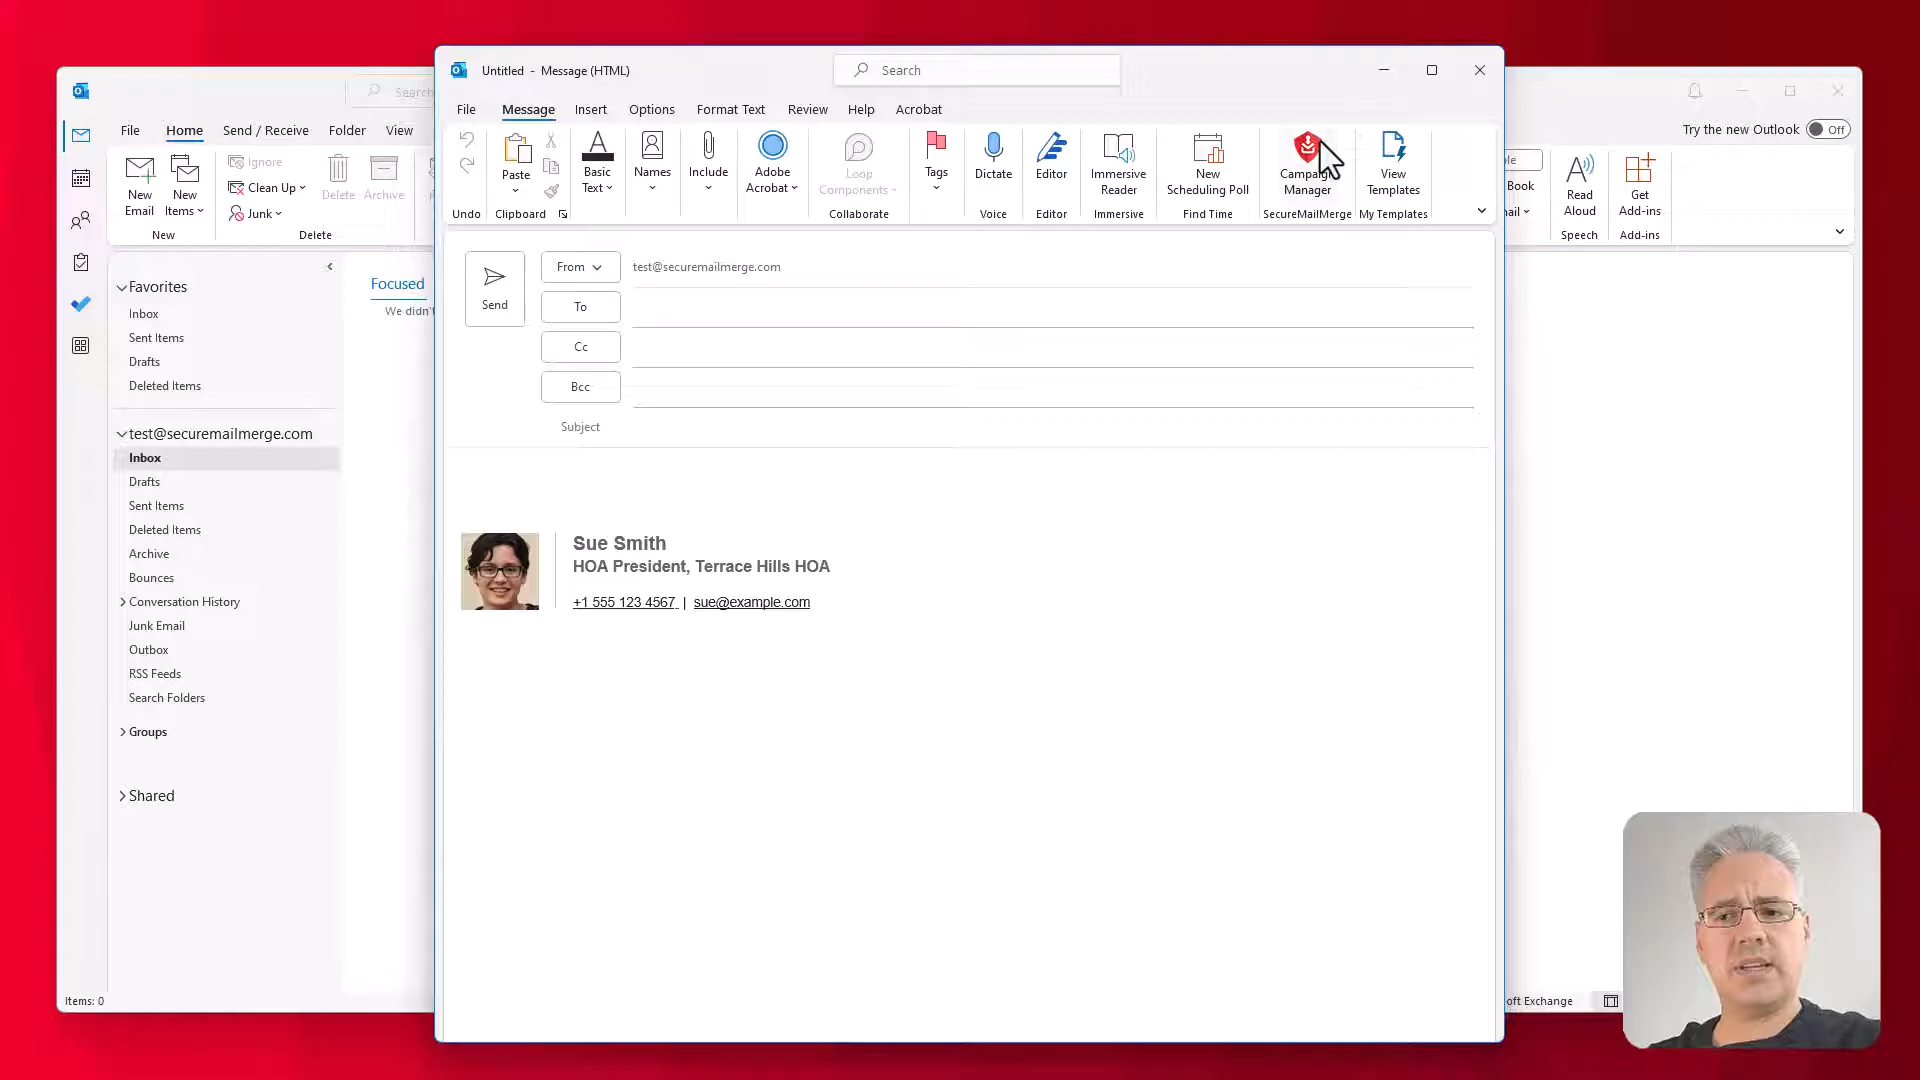 Untitled - Message (HTML)
Search
File Message Insert Options Format Text Review Help Acrobat
Paste
Basic Text
Names
Include
Adobe Acrobat
Loop Components
Tags
Dictate
Editor
Immersive Reader
New Scheduling Poll
Manager
View Templates
Undo Clipboard Collaborate Voice Editor Immersive Find Time SecureMailMerge My Templates
Send
From test@securemailmerge.com
To
Cc
Bcc
Subject
Sue Smith
HOA President, Terrace Hills HOA
+1 555 123 4567 | sue@example.com
Search
File Home Send / Receive Folder View
Try the new Outlook Off
New Email
New Items
Ignore
Clean Up
Junk
Delete
Archive
New Delete
Book
Read Aloud
Get Add-ins
Speech Add-ins
Favorites
Inbox
Sent Items
Drafts
Deleted Items
test@securemailmerge.com
Inbox
Drafts
Sent Items
Deleted Items
Archive
Bounces
Conversation History
Junk Email
Outbox
RSS Feeds
Search Folders
Groups
Shared
Focused
We didn't
Items: 0
oft Exchange